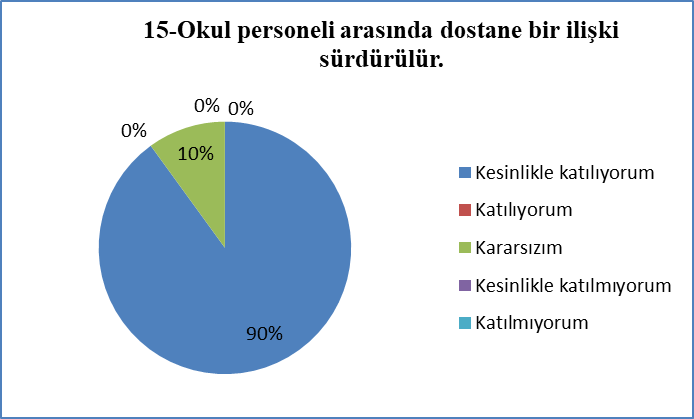 15-Okul personeli arasında dostane bir ilişki
sürdürülür.
0% 0%
0%
10%
90%
Kesinlikle katılıyorum
Katılıyorum
Kararsızım
Kesinlikle katılmıyorum
Katılmıyorum